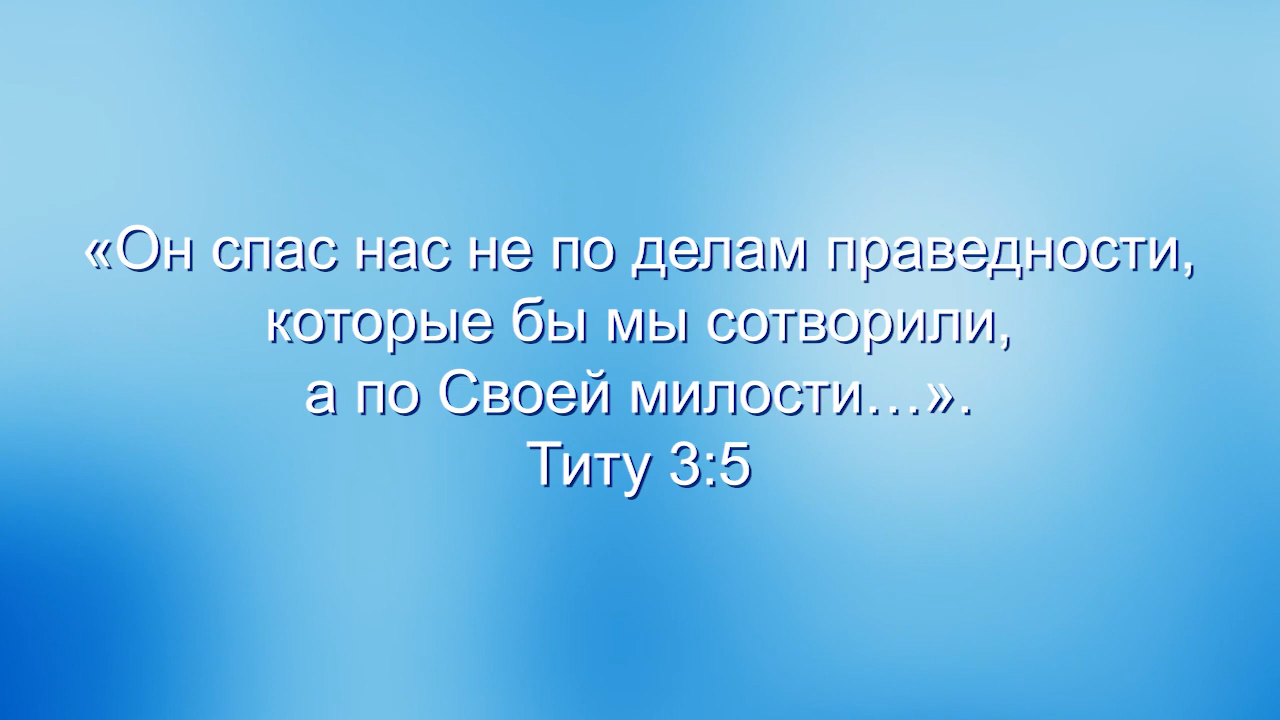 «Он спас нас не по делам праведности,
которые бы мы сотворили,
а по Своей милости…».
Титу 3:5